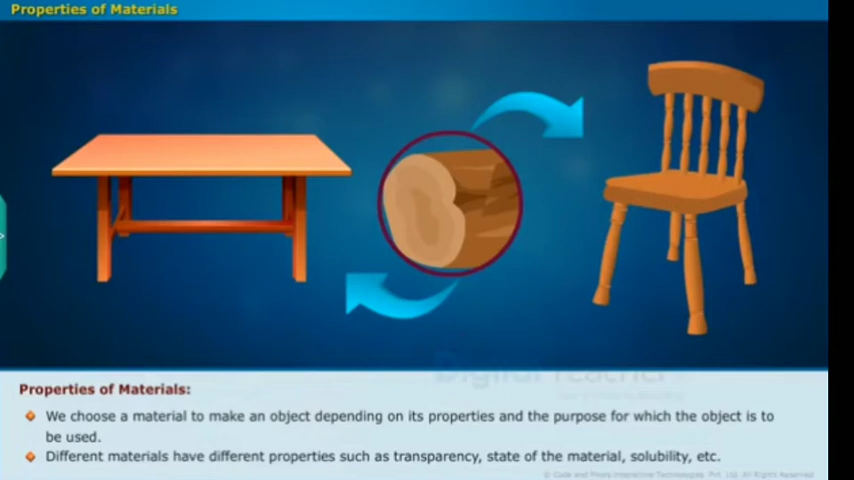 Properties of Materials
Properties of Materials:
We choose a material to make an object depending on its properties and the purpose for which the object is to
be used.
Different materials have different properties such as transparency, state of the material, solubility, etc.
Digital Teacher